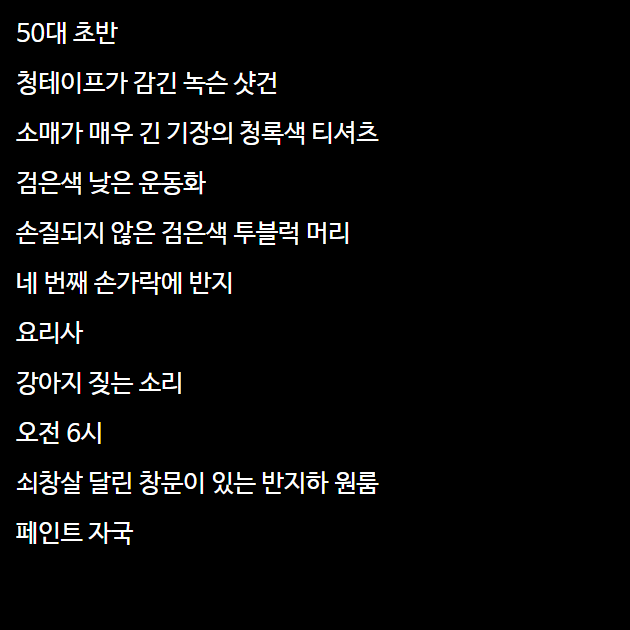 50대 초반
청테이프가 감긴 녹슨 샷건
소매가 매우 긴 기장의 청록색 티셔츠
검은색 낮은 운동화
손질되지 않은 검은색 투블럭 머리
네 번째 손가락에 반지
요리사
강아지 짖는 소리
오전 6시
쇠창살 달린 창문이 있는 반지하 원룸
페인트 자국